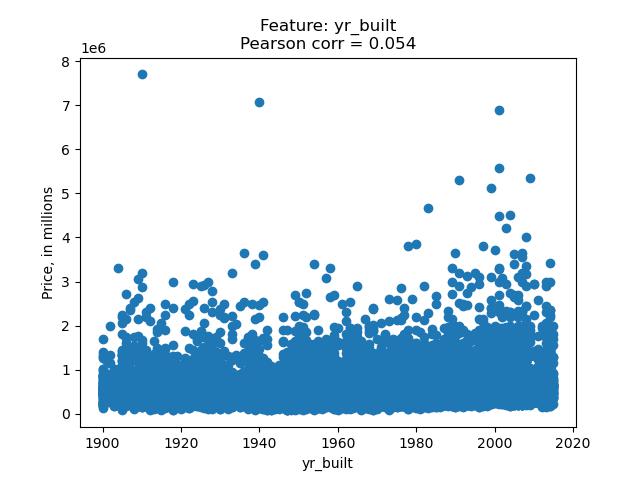 Feature: yr_built
Pearson corr = 0.054
1e6
8
7
6
5
4
3
2
1
0
Price, in millions
1900 1920 1940 1960 1980 2000 2020
yr_built